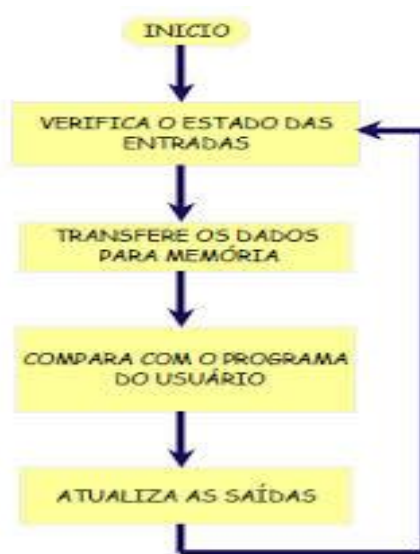 INICIO
VERIFICA O ESTADO DAS
ENTRADAS
TRANSFERE OS DADOS
PARA MEMÓRIA
COMPARA COM O PROGRAMA
DO USUÁRIO
ATUALIZA AS SAÍDAS